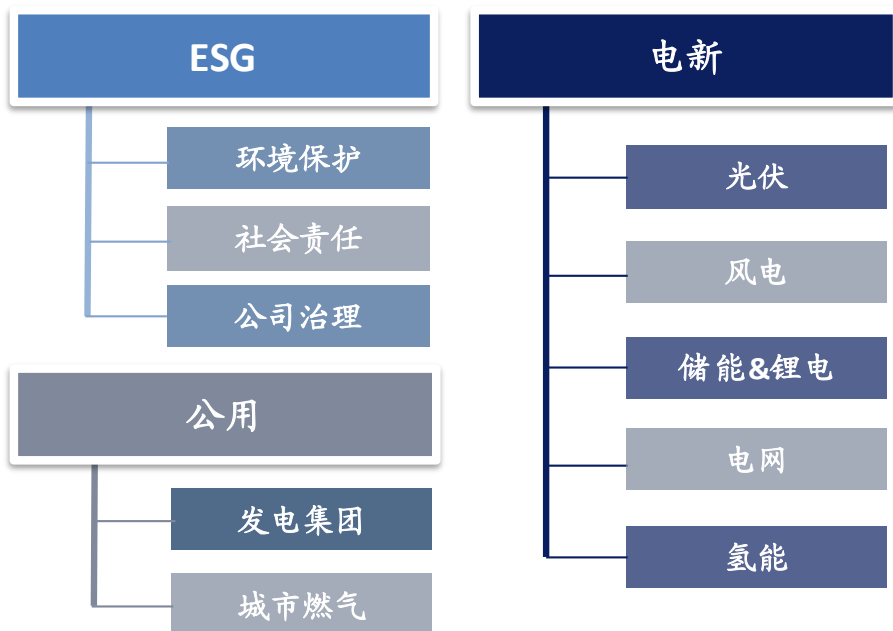 ESG
环境保护
社会责任
公司治理
公用
发电集团
城市燃气
电新
光伏
风电
储能&锂电
电网
氢能